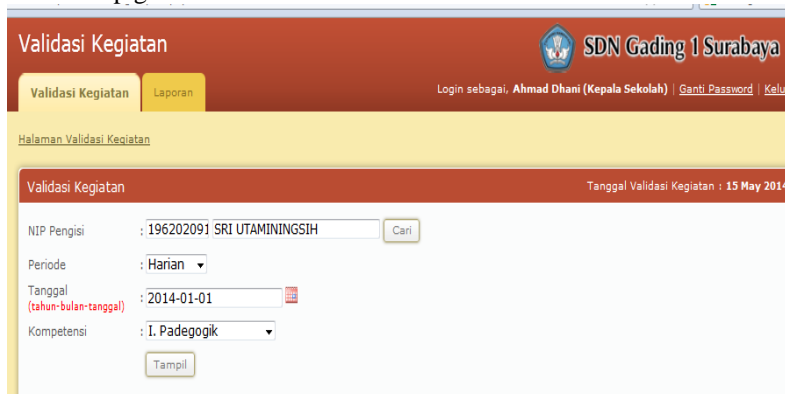 Validasi Kegiatan
SDN Gading 1 Surabaya
Validasi Kegiatan Laporan
Login sebagai, Ahmad Dhani (Kepala Sekolah) | Ganti Password | Kelu
Halaman Validasi Kegiatan
Validasi Kegiatan Tanggal Validasi Kegiatan : 15 May 2014
NIP Pengisi : 196202091 SRI UTAMININGSIH Cari
Periode : Harian
Tanggal : 2014-01-01
(tahun-bulan-tanggal)
Kompetensi : I. Padegogik
Tampil